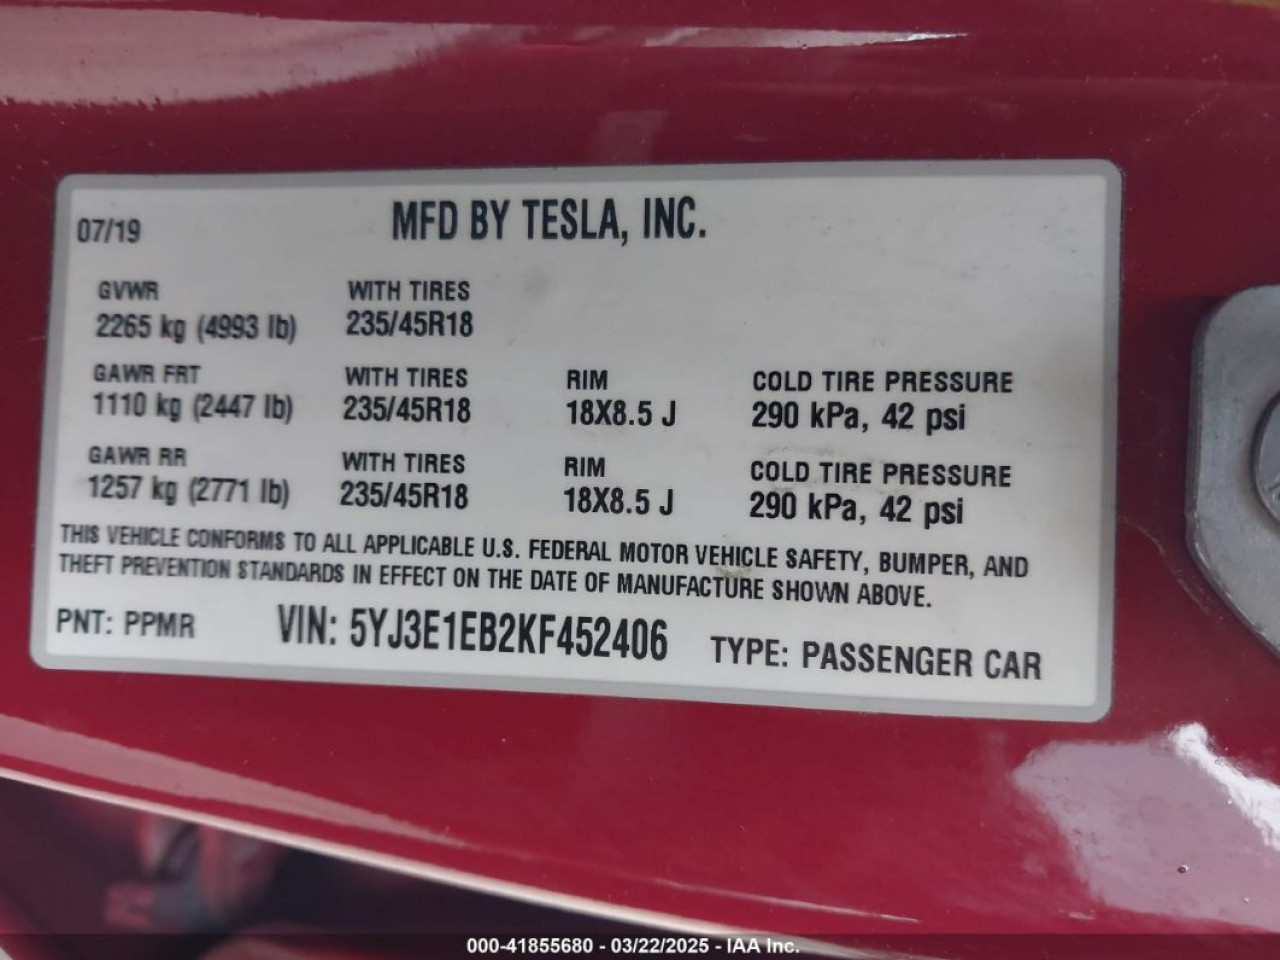 07/19 MFD BY TESLA, INC.
GVWR WITH TIRES
2265 kg (4993 lb) 235/45R18
GAWR FRT WITH TIRES RIM COLD TIRE PRESSURE
1110 kg (2447 lb) 235/45R18 18X8.5 J 290 kPa, 42 psi
GAWR RR WITH TIRES RIM COLD TIRE PRESSURE
1257 kg (2771 lb) 235/45R18 18X8.5 J 290 kPa, 42 psi
THIS VEHICLE CONFORMS TO ALL APPLICABLE U.S. FEDERAL MOTOR VEHICLE SAFETY, BUMPER, AND
THEFT PREVENTION STANDARDS IN EFFECT ON THE DATE OF MANUFACTURE SHOWN ABOVE.
PNT: PPMR VIN: 5YJ3E1EB2KF452406 TYPE: PASSENGER CAR
000-41855680 - 03/22/2025 - IAA Inc.